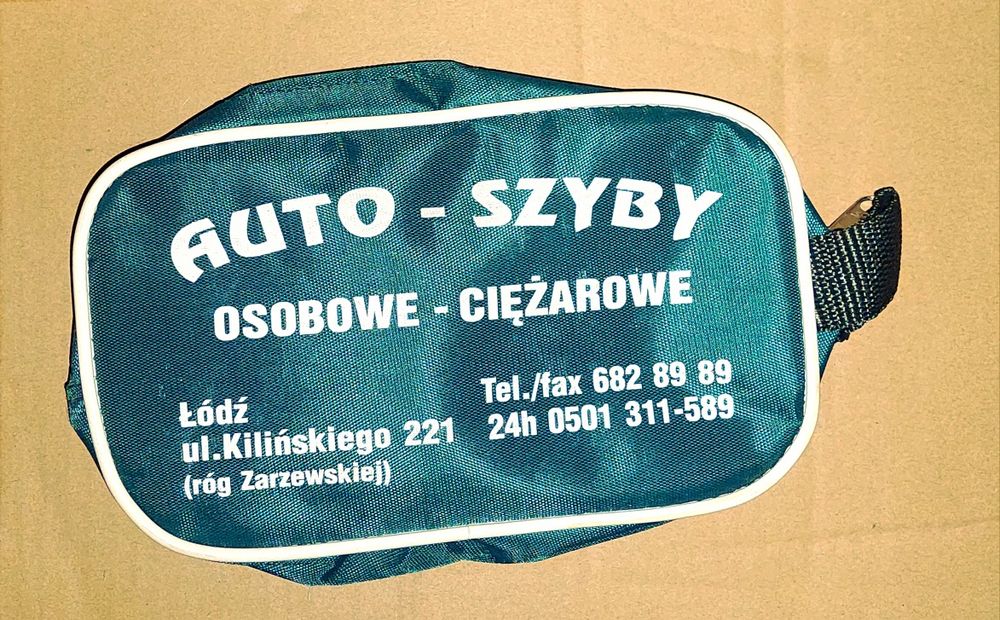 AUTO - SZYBY
OSOBOWE - CIĘŻAROWE
Łódź
ul.Kilińskiego 221
(róg Zarzewskiej)
Tel./fax 682 89 89
24h 0501 311-589